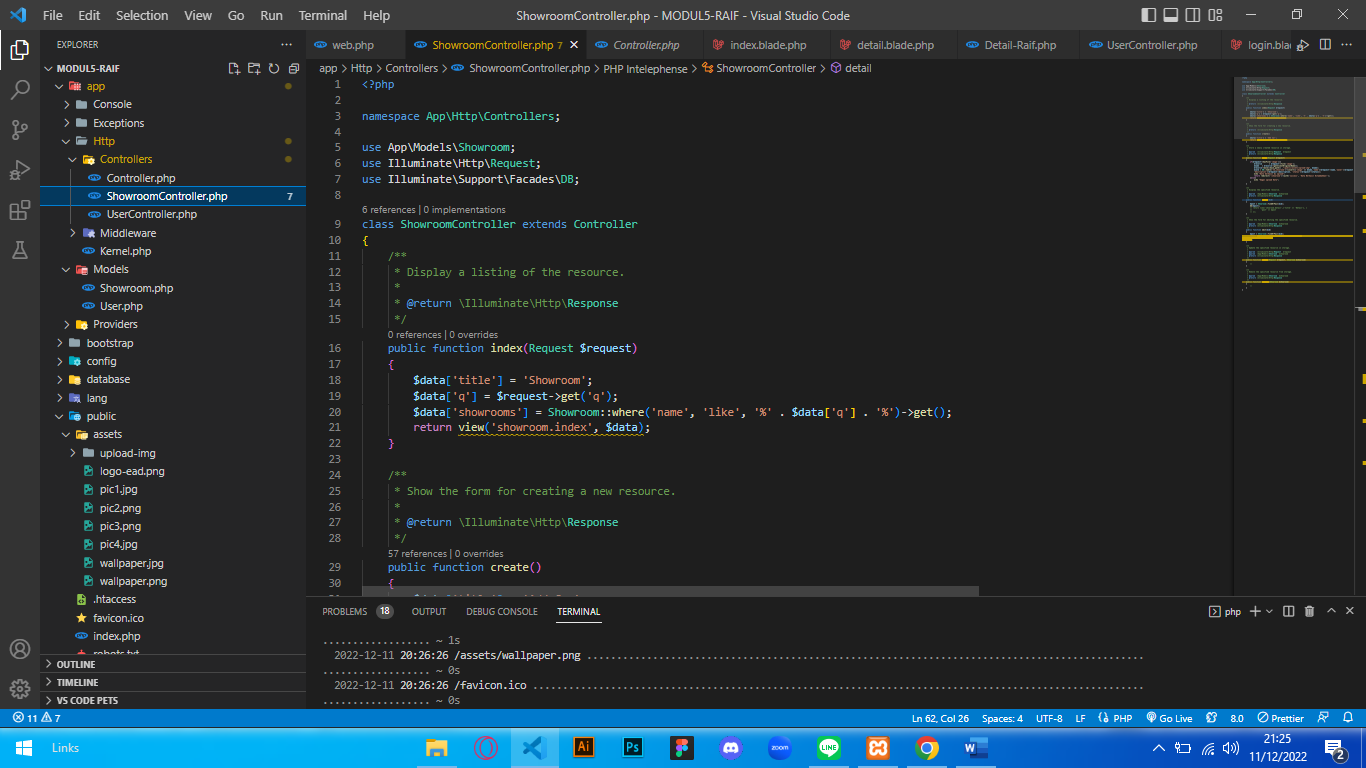 File Edit Selection View Go Run Terminal Help
ShowroomController.php - MODUL5-RAIF - Visual Studio Code
EXPLORER
MODUL5-RAIF
app
Console
Exceptions
Http
Controllers
Controller.php
ShowroomController.php 7
UserController.php
Middleware
Kernel.php
Models
Showroom.php
User.php
Providers
bootstrap
config
database
lang
public
assets
upload-img
logo-ead.png
pic1.jpg
pic2.png
pic3.png
pic4.jpg
wallpaper.jpg
wallpaper.png
.htaccess
favicon.ico
index.php
robots.txt
OUTLINE
TIMELINE
VS CODE PETS
web.php ShowroomController.php 7 Controller.php index.blade.php detail.blade.php Detail-Raif.php UserController.php login.bla
app > Http > Controllers > ShowroomController.php > PHP Intelephense > ShowroomController > detail
1 <?php
2
3 namespace App\Http\Controllers;
4
5 use App\Models\Showroom;
6 use Illuminate\Http\Request;
7 use Illuminate\Support\Facades\DB;
8
6 references | 0 implementations
9 class ShowroomController extends Controller
10 {
11 /**
12 * Display a listing of the resource.
13 *
14 * @return \Illuminate\Http\Response
15 */
0 references | 0 overrides
16 public function index(Request $request)
17 {
18 $data['title'] = 'Showroom';
19 $data['q'] = $request->get('q');
20 $data['showrooms'] = Showroom::where('name', 'like', '%' . $data['q'] . '%')->get();
21 return view('showroom.index', $data);
22 }
23
24 /**
25 * Show the form for creating a new resource.
26 *
27 * @return \Illuminate\Http\Response
28 */
57 references | 0 overrides
29 public function create()
30 {
PROBLEMS 18 OUTPUT DEBUG CONSOLE TERMINAL
php
................. ~ 1s
2022-12-11 20:26:26 /assets/wallpaper.png ........................................................................................
................. ~ 0s
2022-12-11 20:26:26 /favicon.ico .................................................................................................
................. ~ 0s
11 7
Ln 62, Col 26 Spaces: 4 UTF-8 LF PHP Go Live 8.0 Prettier
Links
Ai Ps zoom LINE W
21:25
11/12/2022
2